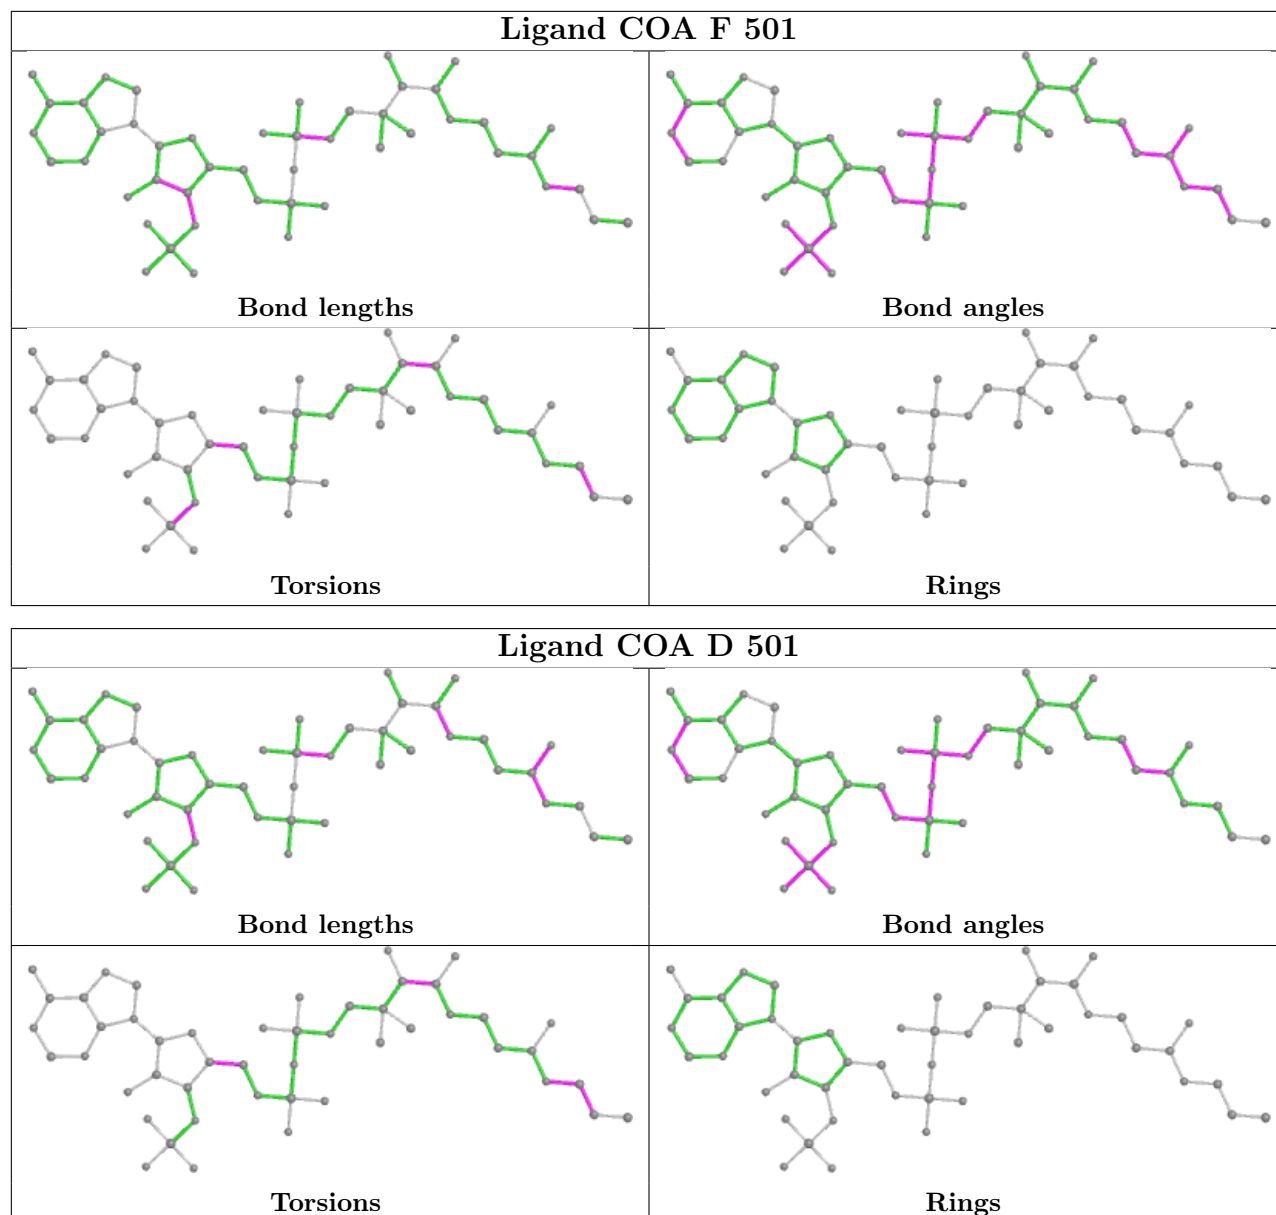 Ligand COA F 501
Bond lengths
Bond angles
Torsions
Rings
Ligand COA D 501
Bond lengths
Bond angles
Torsions
Rings